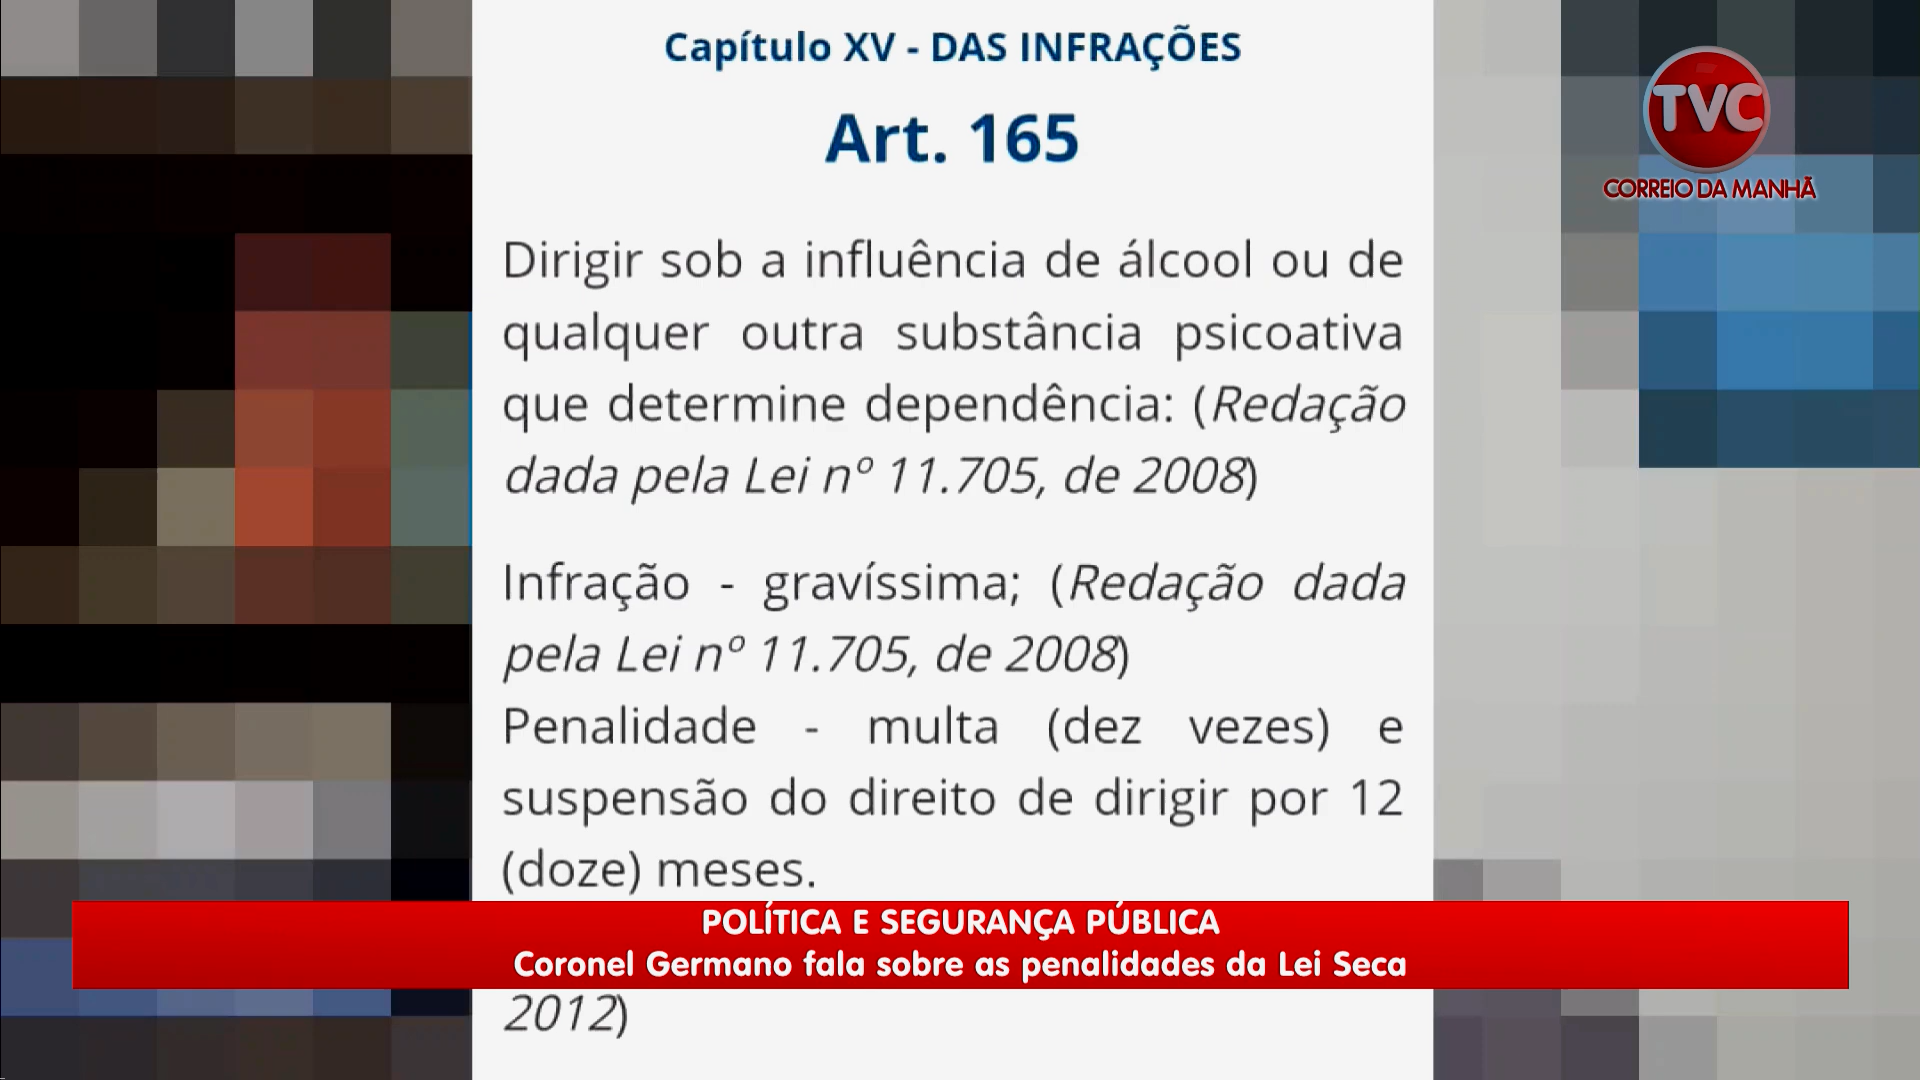 Capítulo XV - DAS INFRAÇÕES
Art. 165
TVC
CORREIO DA MANHÃ
Dirigir sob a influência de álcool ou de
qualquer outra substância psicoativa
que determine dependência: (Redação
dada pela Lei nº 11.705, de 2008)
Infração - gravíssima; (Redação dada
pela Lei nº 11.705, de 2008)
Penalidade - multa (dez vezes) e
suspensão do direito de dirigir por 12
(doze) meses.
POLÍTICA E SEGURANÇA PÚBLICA
Coronel Germano fala sobre as penalidades da Lei Seca
2012)